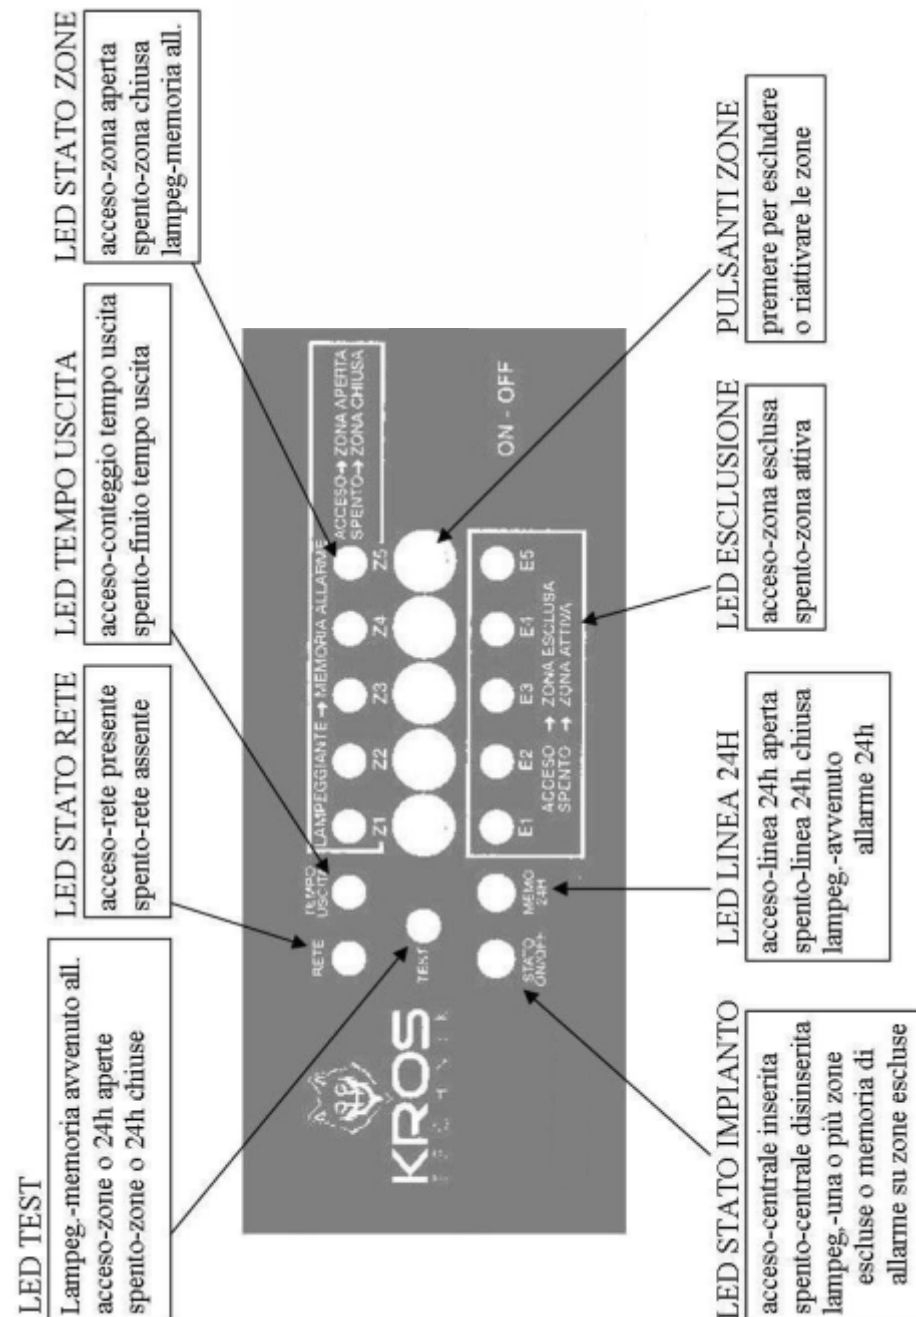 LED TEST
Lampeg.-memoria avvenuto all.
acceso-zone o 24h aperte
spento-zone o 24h chiuse
LED STATO RETE
acceso-rete presente
spento-rete assente
LED TEMPO USCITA
acceso-conteggio tempo uscita
spento-finito tempo uscita
LED STATO ZONE
acceso-zona aperta
spento-zona chiusa
lampeg-memoria all.
KROS
RETE
TEMPO
USCITA
LAMPEGGIANTE → MEMORIA ALLARME
ACCESO → ZONA APERTA
SPENTO → ZONA CHIUSA
Z1 Z2 Z3 Z4 Z5
TEST
STATO
ON/OFF
MEMO
24H
E1 E2 E3 E4 E5
ACCESO → ZONA ESCLUSA
SPENTO → ZONA ATTIVA
ON - OFF
LED STATO IMPIANTO
acceso-centrale inserita
spento-centrale disinserita
lampeg.-una o più zone
escluse o memoria di
allarme su zone escluse
LED LINEA 24H
acceso-linea 24h aperta
spento-linea 24h chiusa
lampeg.-avvenuto
allarme 24h
LED ESCLUSIONE
acceso-zona esclusa
spento-zona attiva
PULSANTI ZONE
premere per escludere
o riattivare le zone